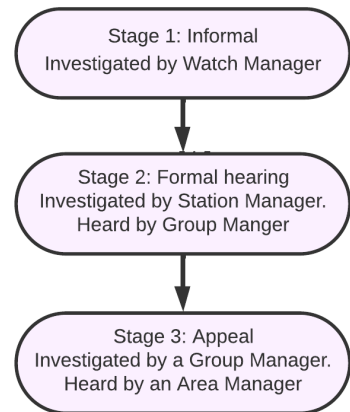 Stage 1: Informal
Investigated by Watch Manager
Stage 2: Formal hearing
Investigated by Station Manager.
Heard by Group Manger
Stage 3: Appeal
Investigated by a Group Manager.
Heard by an Area Manager